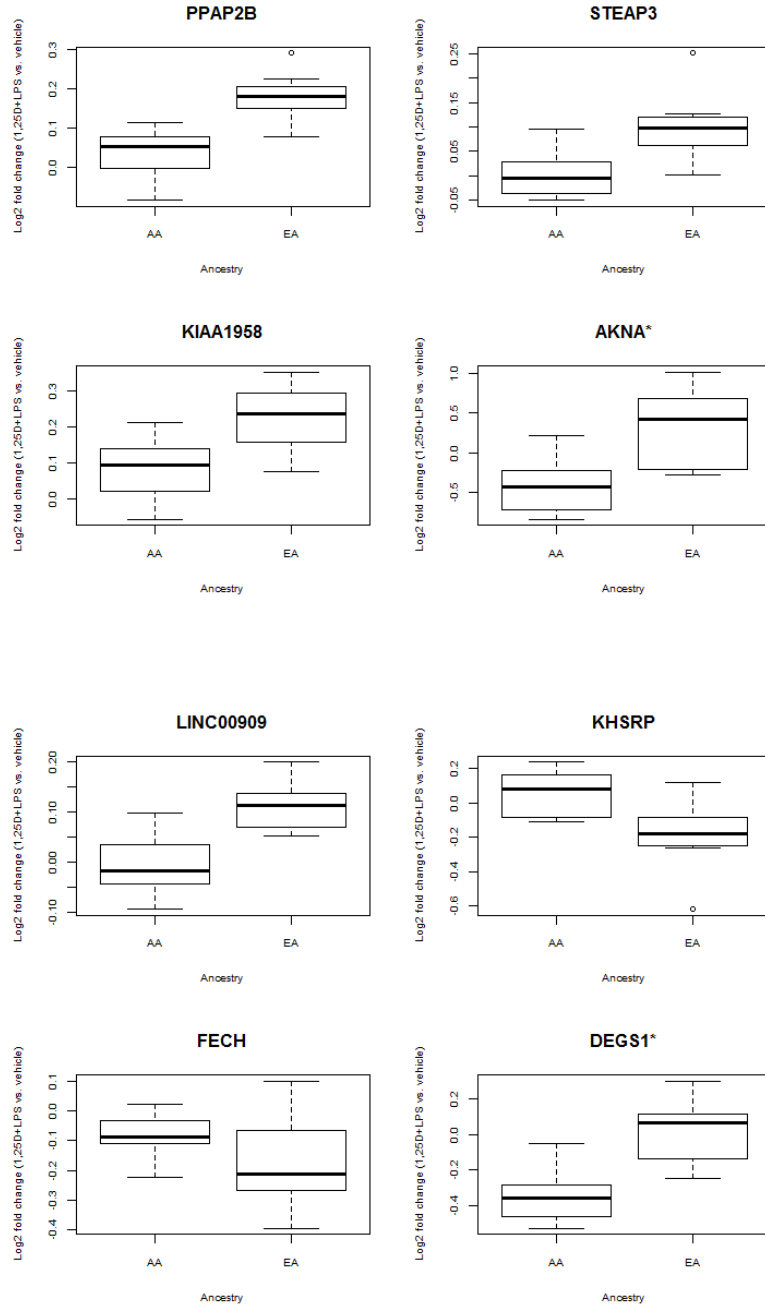 PPAP2B
Log2 fold change (1,25D+LPS vs. vehicle)
0.3
0.2
0.1
0.0
AA
EA
Ancestry
STEAP3
Log2 fold change (1,25D+LPS vs. vehicle)
0.25
0.15
0.05
-0.05
AA
EA
Ancestry
KIAA1958
Log2 fold change (1,25D+LPS vs. vehicle)
0.3
0.2
0.1
0.0
AA
EA
Ancestry
AKNA*
Log2 fold change (1,25D+LPS vs. vehicle)
1.0
0.5
0.0
-0.5
AA
EA
Ancestry
LINC00909
Log2 fold change (1,25D+LPS vs. vehicle)
0.20
0.10
0.00
-0.10
AA
EA
Ancestry
KHSRP
Log2 fold change (1,25D+LPS vs. vehicle)
0.2
0.0
-0.2
-0.4
-0.6
AA
EA
Ancestry
FECH
Log2 fold change (1,25D+LPS vs. vehicle)
0.1
0.0
-0.1
-0.2
-0.3
-0.4
AA
EA
Ancestry
DEGS1*
Log2 fold change (1,25D+LPS vs. vehicle)
0.2
0.0
-0.2
-0.4
AA
EA
Ancestry